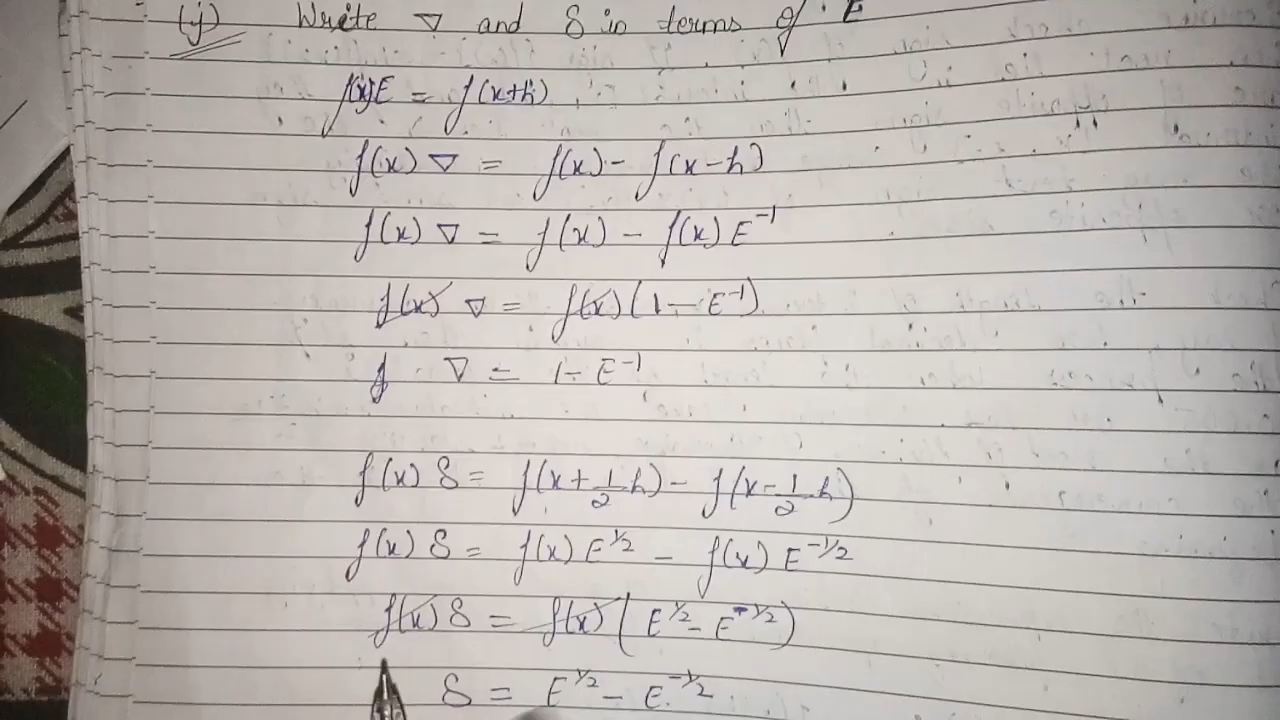 (j) Write ∇ and δ in terms of E
f(x)E = f(x+h)
f(x) ∇ = f(x) - f(x-h)
f(x) ∇ = f(x) - f(x) E⁻¹
f(x) ∇ = f(x) (1 - E⁻¹)
∇ = 1 - E⁻¹
f(x) δ = f(x + 1/2 h) - f(x - 1/2 h)
f(x) δ = f(x) E^1/2 - f(x) E^-1/2
f(x) δ = f(x) (E^1/2 - E^-1/2)
δ = E^1/2 - E^-1/2